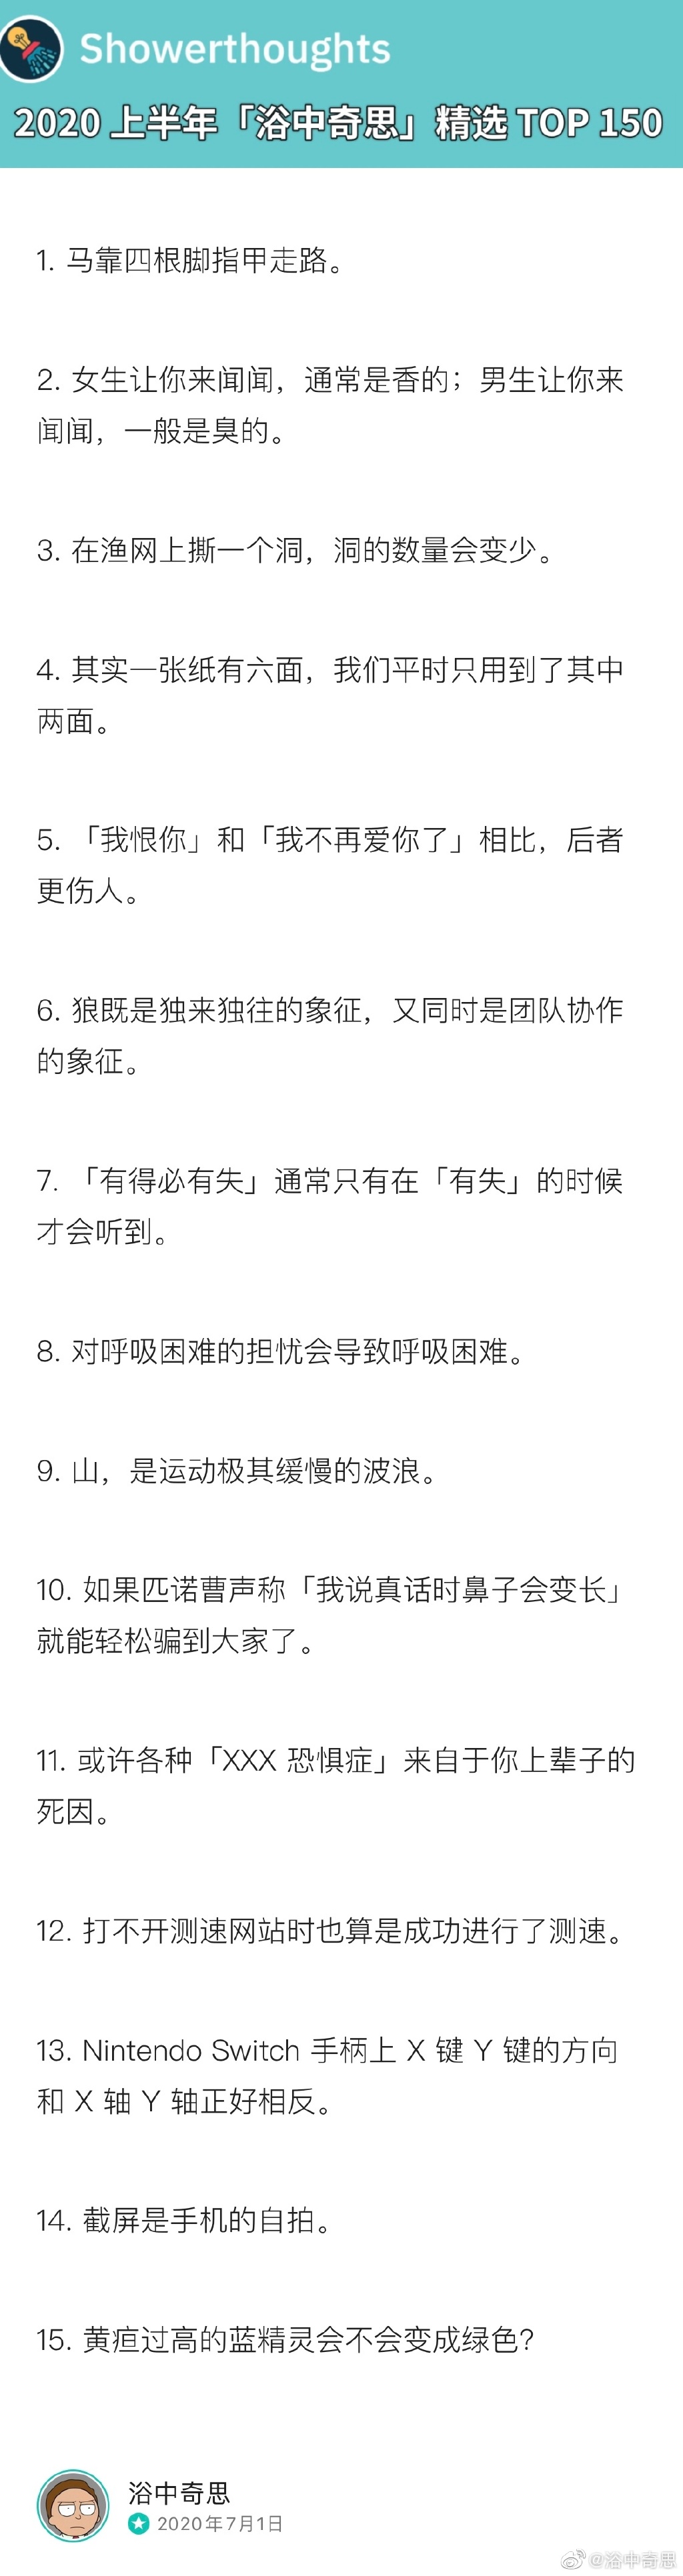 Showerthoughts
2020 上半年「浴中奇思」精选 TOP 150
1. 马靠四根脚指甲走路。
2. 女生让你来闻闻，通常是香的；男生让你来
闻闻，一般是臭的。
3. 在渔网上撕一个洞，洞的数量会变少。
4. 其实一张纸有六面，我们平时只用到了其中
两面。
5. 「我恨你」和「我不再爱你了」相比，后者
更伤人。
6. 狼既是独来独往的象征，又同时是团队协作
的象征。
7. 「有得必有失」通常只有在「有失」的时候
才会听到。
8. 对呼吸困难的担忧会导致呼吸困难。
9. 山，是运动极其缓慢的波浪。
10. 如果匹诺曹声称「我说真话时鼻子会变长」
就能轻松骗到大家了。
11. 或许各种「XXX 恐惧症」来自于你上辈子的
死因。
12. 打不开测速网站时也算是成功进行了测速。
13. Nintendo Switch 手柄上 X 键 Y 键的方向
和 X 轴 Y 轴正好相反。
14. 截屏是手机的自拍。
15. 黄疸过高的蓝精灵会不会变成绿色？
浴中奇思
2020年7月1日
@浴中奇思